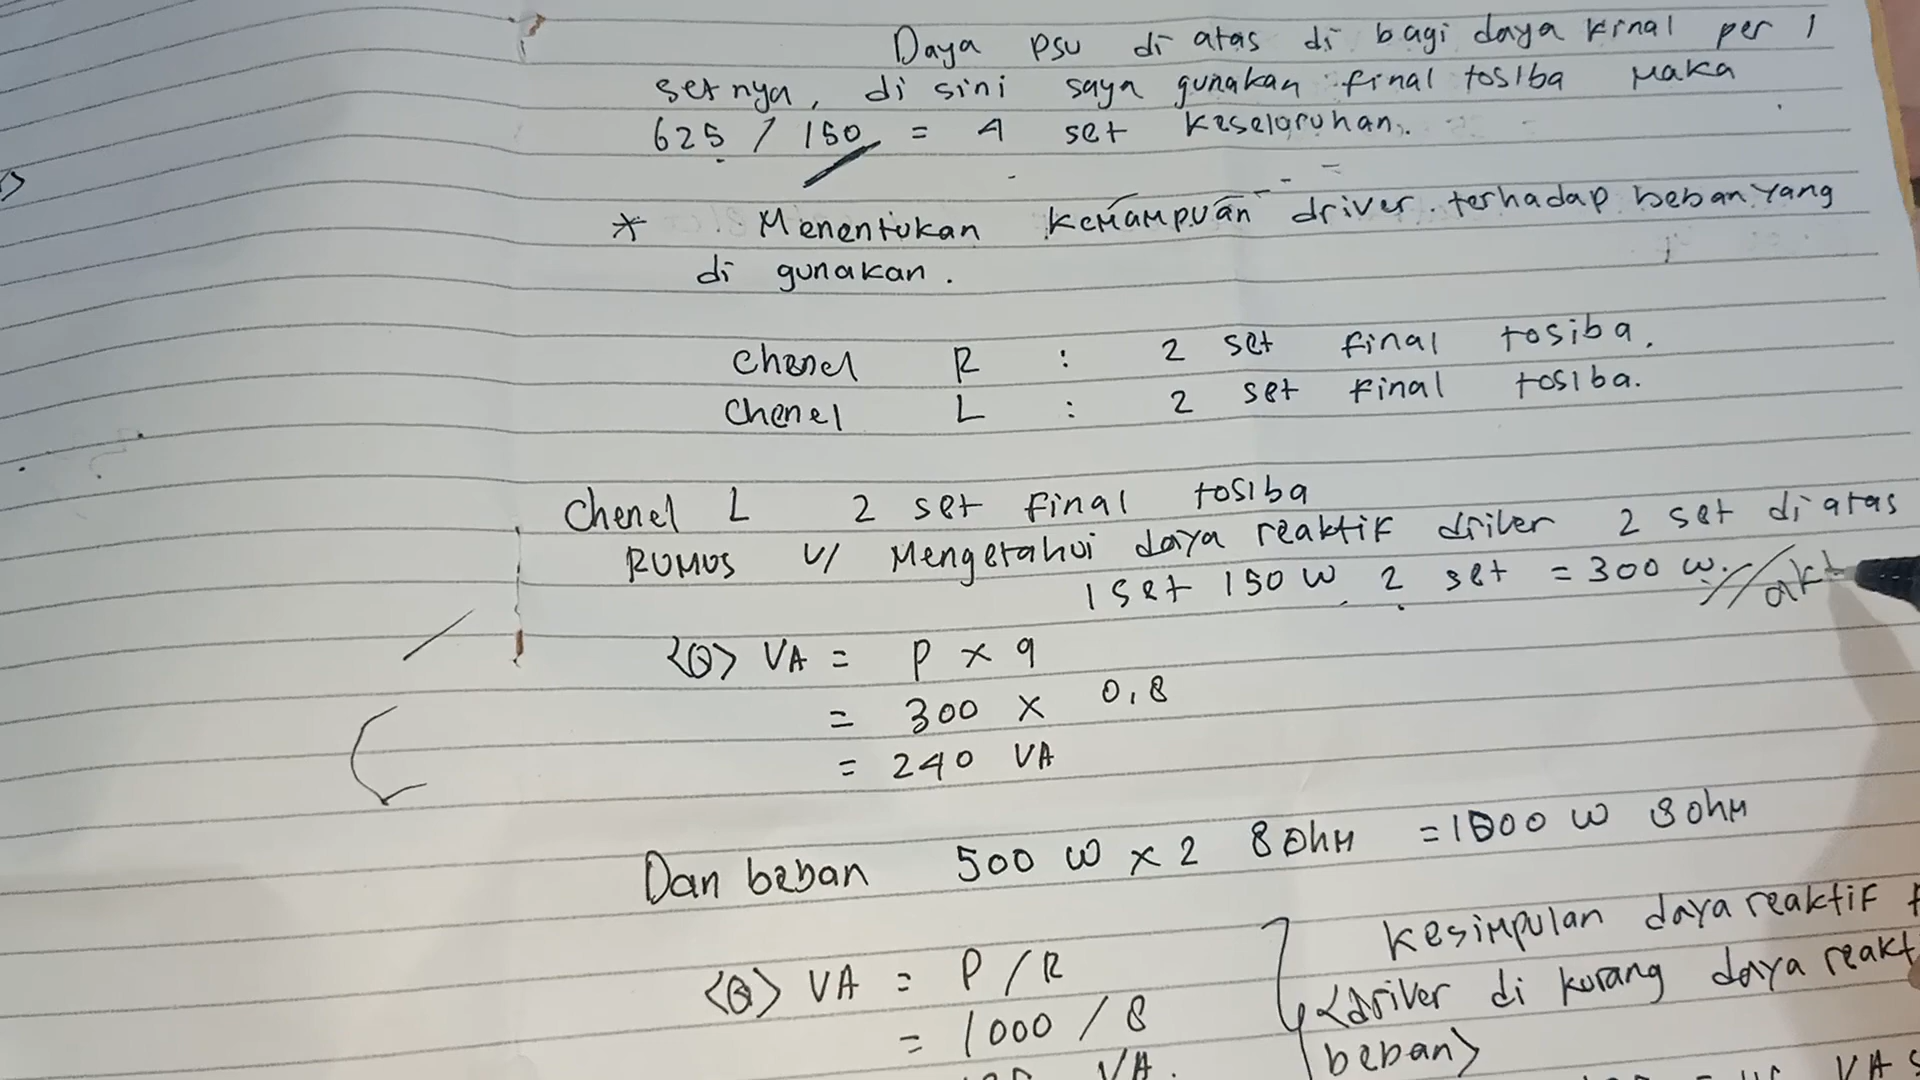 Daya psu di atas di bagi daya final per 1
setnya, di sini saya gunakan final tosiba Maka
625 / 150 = 4 set keseluruhan.
* Menentukan keMampuan driver terhadap beban yang
di gunakan.
Chenel R : 2 set final tosiba.
Chenel L : 2 set final tosiba.
Chenel L 2 set final tosiba
RUMUS U/ Mengetahui daya reaktif driver 2 set di atas
1 set 150 W 2 set = 300 W. // akt
<Q> VA = P x q
= 300 x 0,8
= 240 VA
Dan beban 500 W x 2 8 OhM = 1000 W 8 ohM
<Q> VA = P / R
= 1000 / 8
VA.
kesimpulan daya reaktif
<driver di kurang daya reakt
beban>
VA